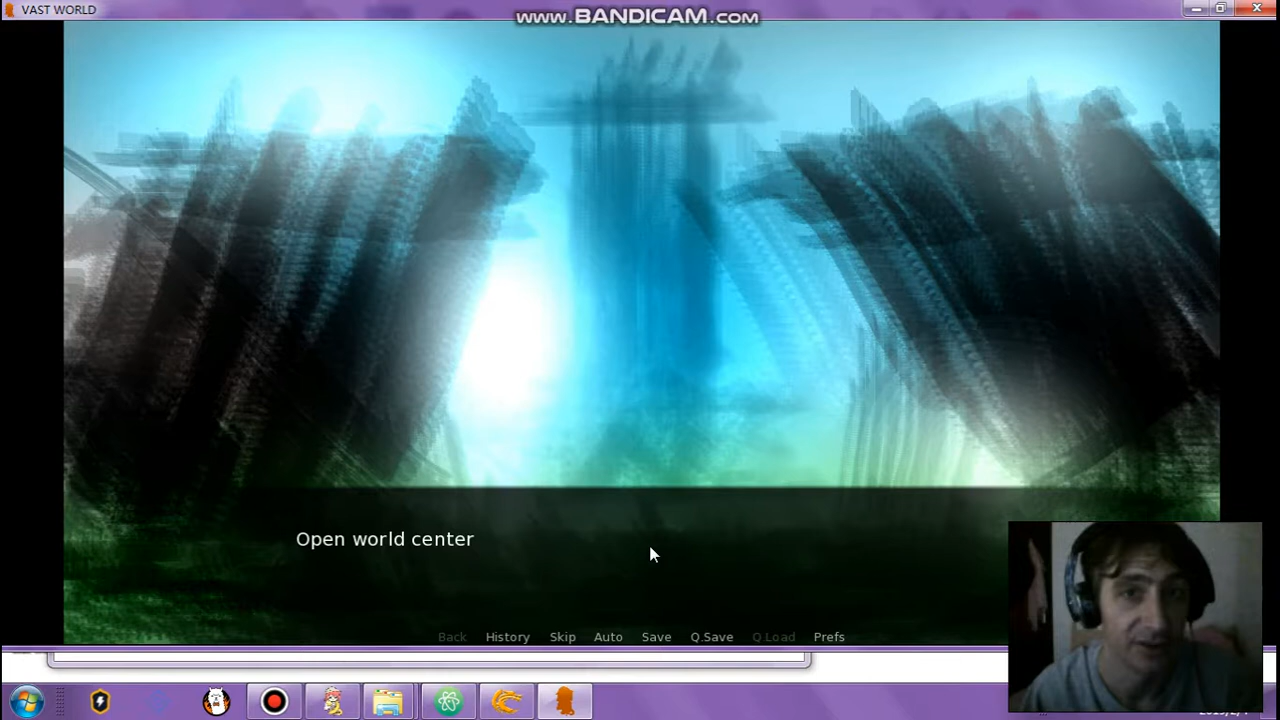 VAST WORLD
www.BANDICAM.com
Open world center
Back History Skip Auto Save Q.Save Q.Load Prefs